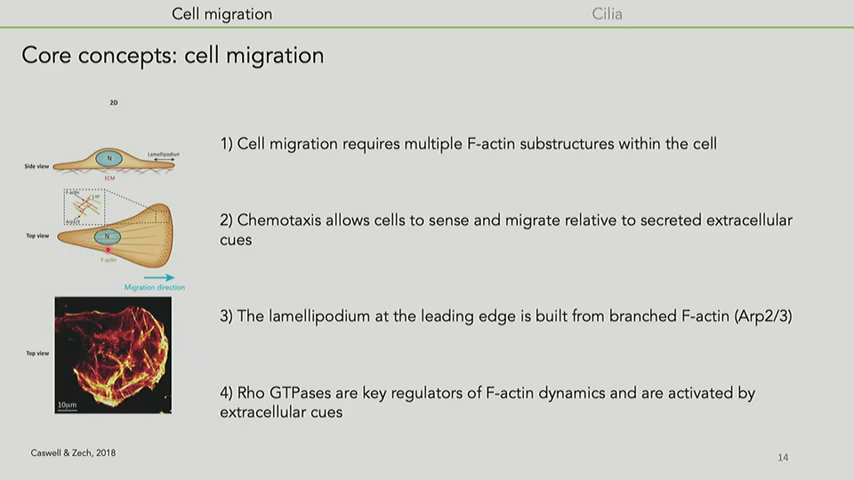 Cell migration
Cilia
Core concepts: cell migration
2D
N
Lamellipodium
Side view
ECM
F-actin
Arp2/3
Top view
N
F-actin
Migration direction
Top view
10µm
1) Cell migration requires multiple F-actin substructures within the cell
2) Chemotaxis allows cells to sense and migrate relative to secreted extracellular
cues
3) The lamellipodium at the leading edge is built from branched F-actin (Arp2/3)
4) Rho GTPases are key regulators of F-actin dynamics and are activated by
extracellular cues
Caswell & Zech, 2018
14